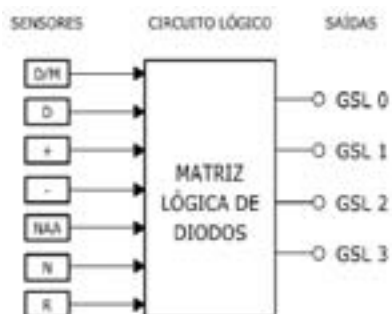 SENSORES CIRCUITO LÓGICO SAÍDAS
D/M
D
+
-
NAA
N
R
MATRIZ
LÓGICA DE
DIODOS
GSL 0
GSL 1
GSL 2
GSL 3